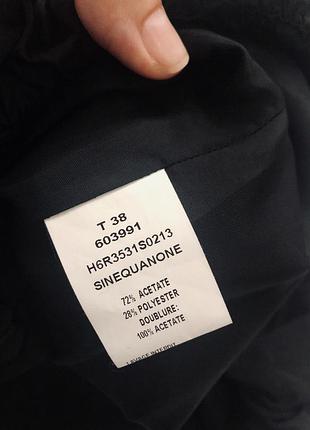 T 38
603991
H6R3531S0213
SINEQUANONE
72% ACETATE
28% POLYESTER
DOUBLURE:
100% ACETATE